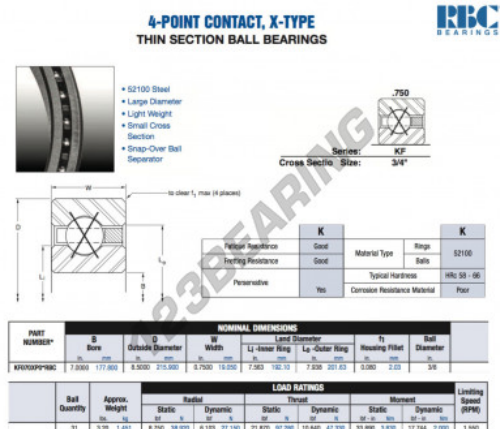 4-POINT CONTACT, X-TYPE
THIN SECTION BALL BEARINGS
RBC
BEARINGS
• 52100 Steel
• Large Diameter
• Light Weight
• Small Cross
Section
• Snap-Over Ball
Separator
.750
Series: KF
Cross Sectio Size: 3/4"
W
to clear f₁ max (4 places)
D
B
123BEARING
K K
Fatigue Resistance Good
Fretting Resistance Good
Perservative Yes
Material Type Rings Balls 52100
Typical Hardness HRc 58 - 66
Corrosion Resistance Material Poor
NOMINAL DIMENSIONS
PART NUMBER* B Bore D Outside Diameter W Width Land Diameter Lᵢ -Inner Ring Lₒ -Outer Ring f₁ Housing Fillet Ball Diameter
in. mm in. mm in. mm in. mm in. mm in. mm in.
KF070XP0*RBC 7.0000 177.800 8.5000 215.900 0.7500 19.050 7.563 192.10 7.938 201.63 0.080 2.03 3/8
LOAD RATINGS
Ball Quantity Approx. Weight Radial Thrust Moment Limiting Speed (RPM)
Static Dynamic Static Dynamic Static Dynamic